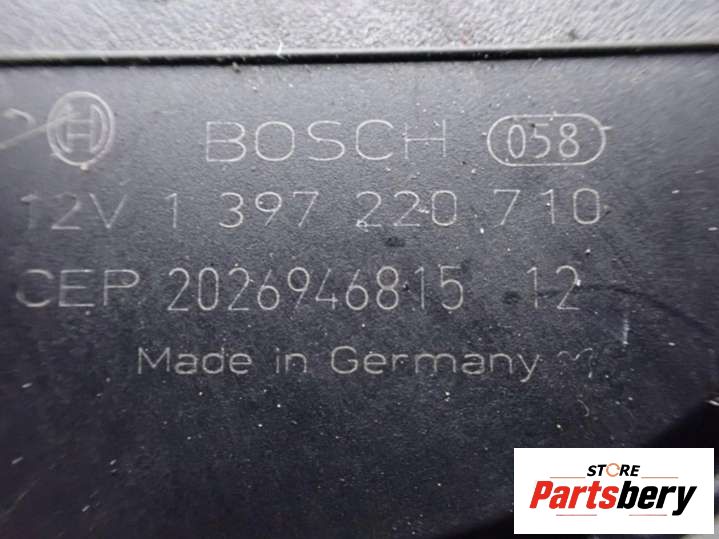 BOSCH 058
12V 1 397 220 710
CEP 2026946815 12
Made in Germany
STORE
Partsbery